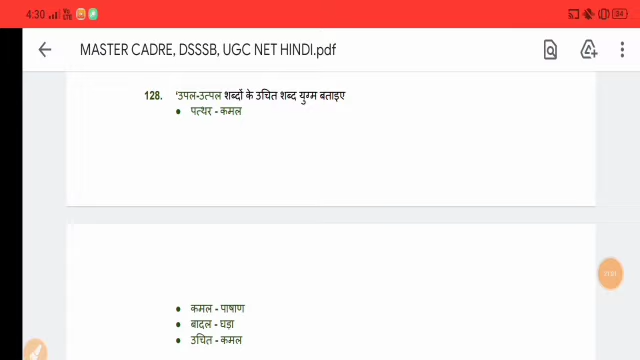 4:30
34
MASTER CADRE, DSSSB, UGC NET HINDI.pdf
128. 'उपल-उत्पल शब्दों के उचित शब्द युग्म बताइए
• पत्थर - कमल
• कमल - पाषाण
• बादल - घड़ा
• उचित - कमल